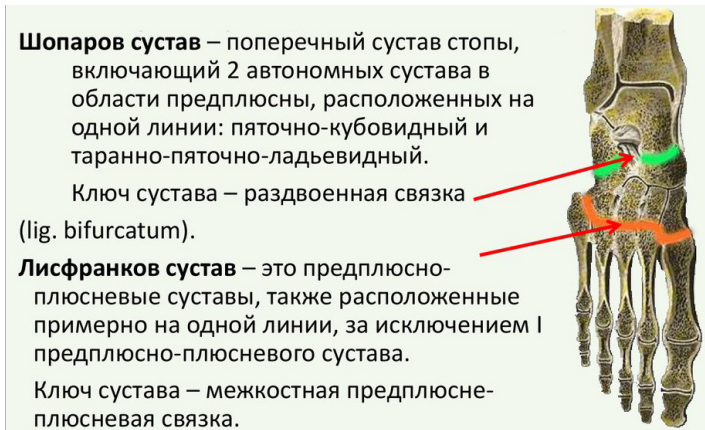 Шопаров сустав – поперечный сустав стопы,
включающий 2 автономных сустава в
области предплюсны, расположенных на
одной линии: пяточно-кубовидный и
таранно-пяточно-ладьевидный.
Ключ сустава – раздвоенная связка
(lig. bifurcatum).
Лисфранков сустав – это предплюсно-
плюсневые суставы, также расположенные
примерно на одной линии, за исключением I
предплюсно-плюсневого сустава.
Ключ сустава – межкостная предплюсне-
плюсневая связка.